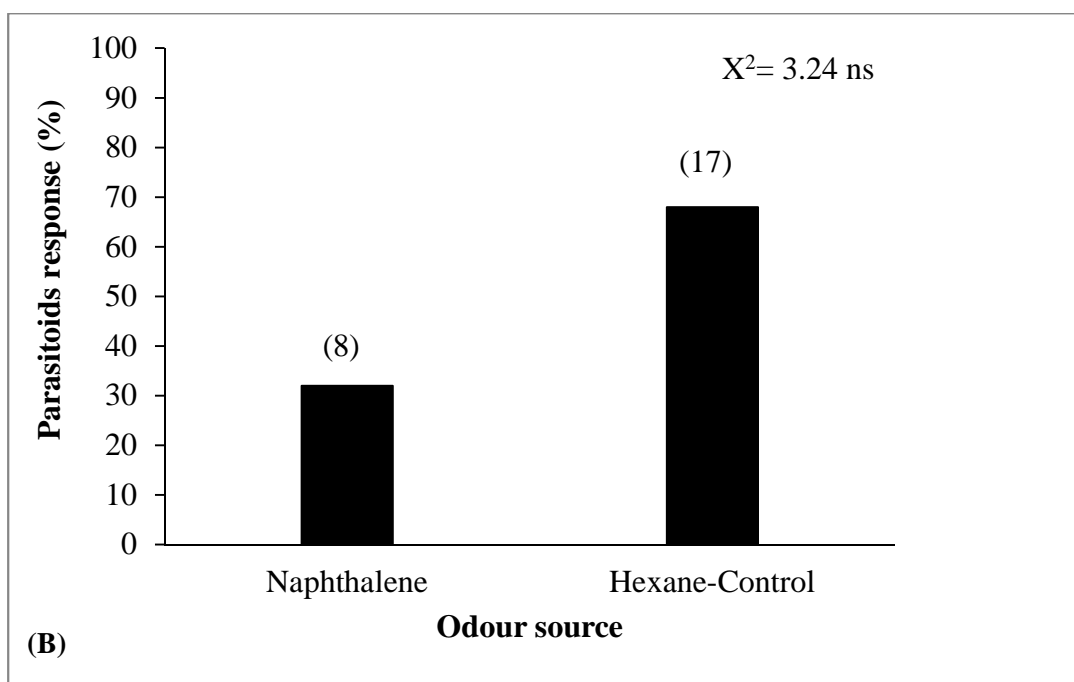 X²= 3.24 ns
Parasitoids response (%)
100
90
80
70
60
50
40
30
20
10
0
(8)
(17)
Naphthalene
Hexane-Control
Odour source
(B)